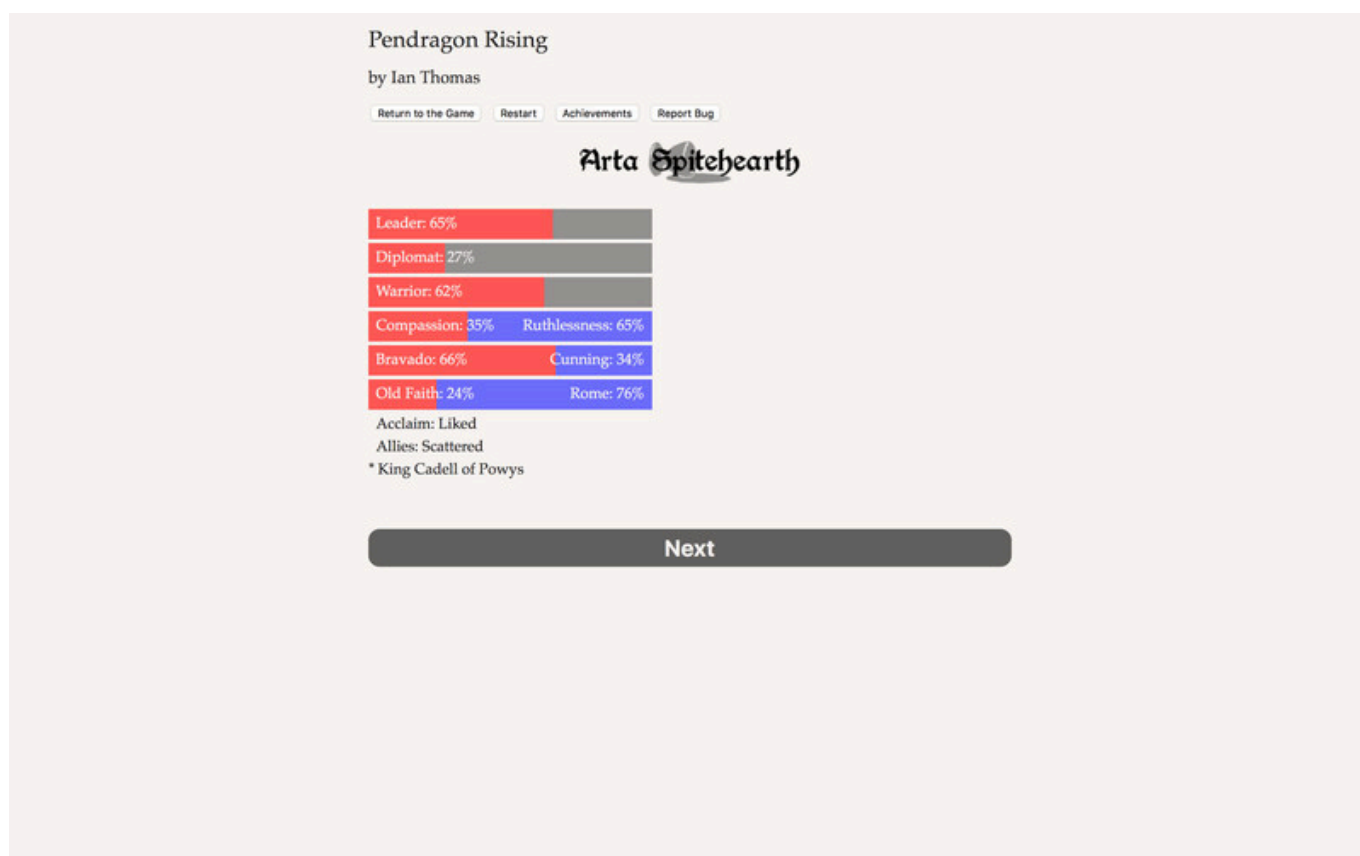 Pendragon Rising
by Ian Thomas
Return to the Game Restart Achievements Report Bug
Arta Spitehearth
Leader: 65%
Diplomat: 27%
Warrior: 62%
Compassion: 35% Ruthlessness: 65%
Bravado: 66% Cunning: 34%
Old Faith: 24% Rome: 76%
Acclaim: Liked
Allies: Scattered
* King Cadell of Powys
Next